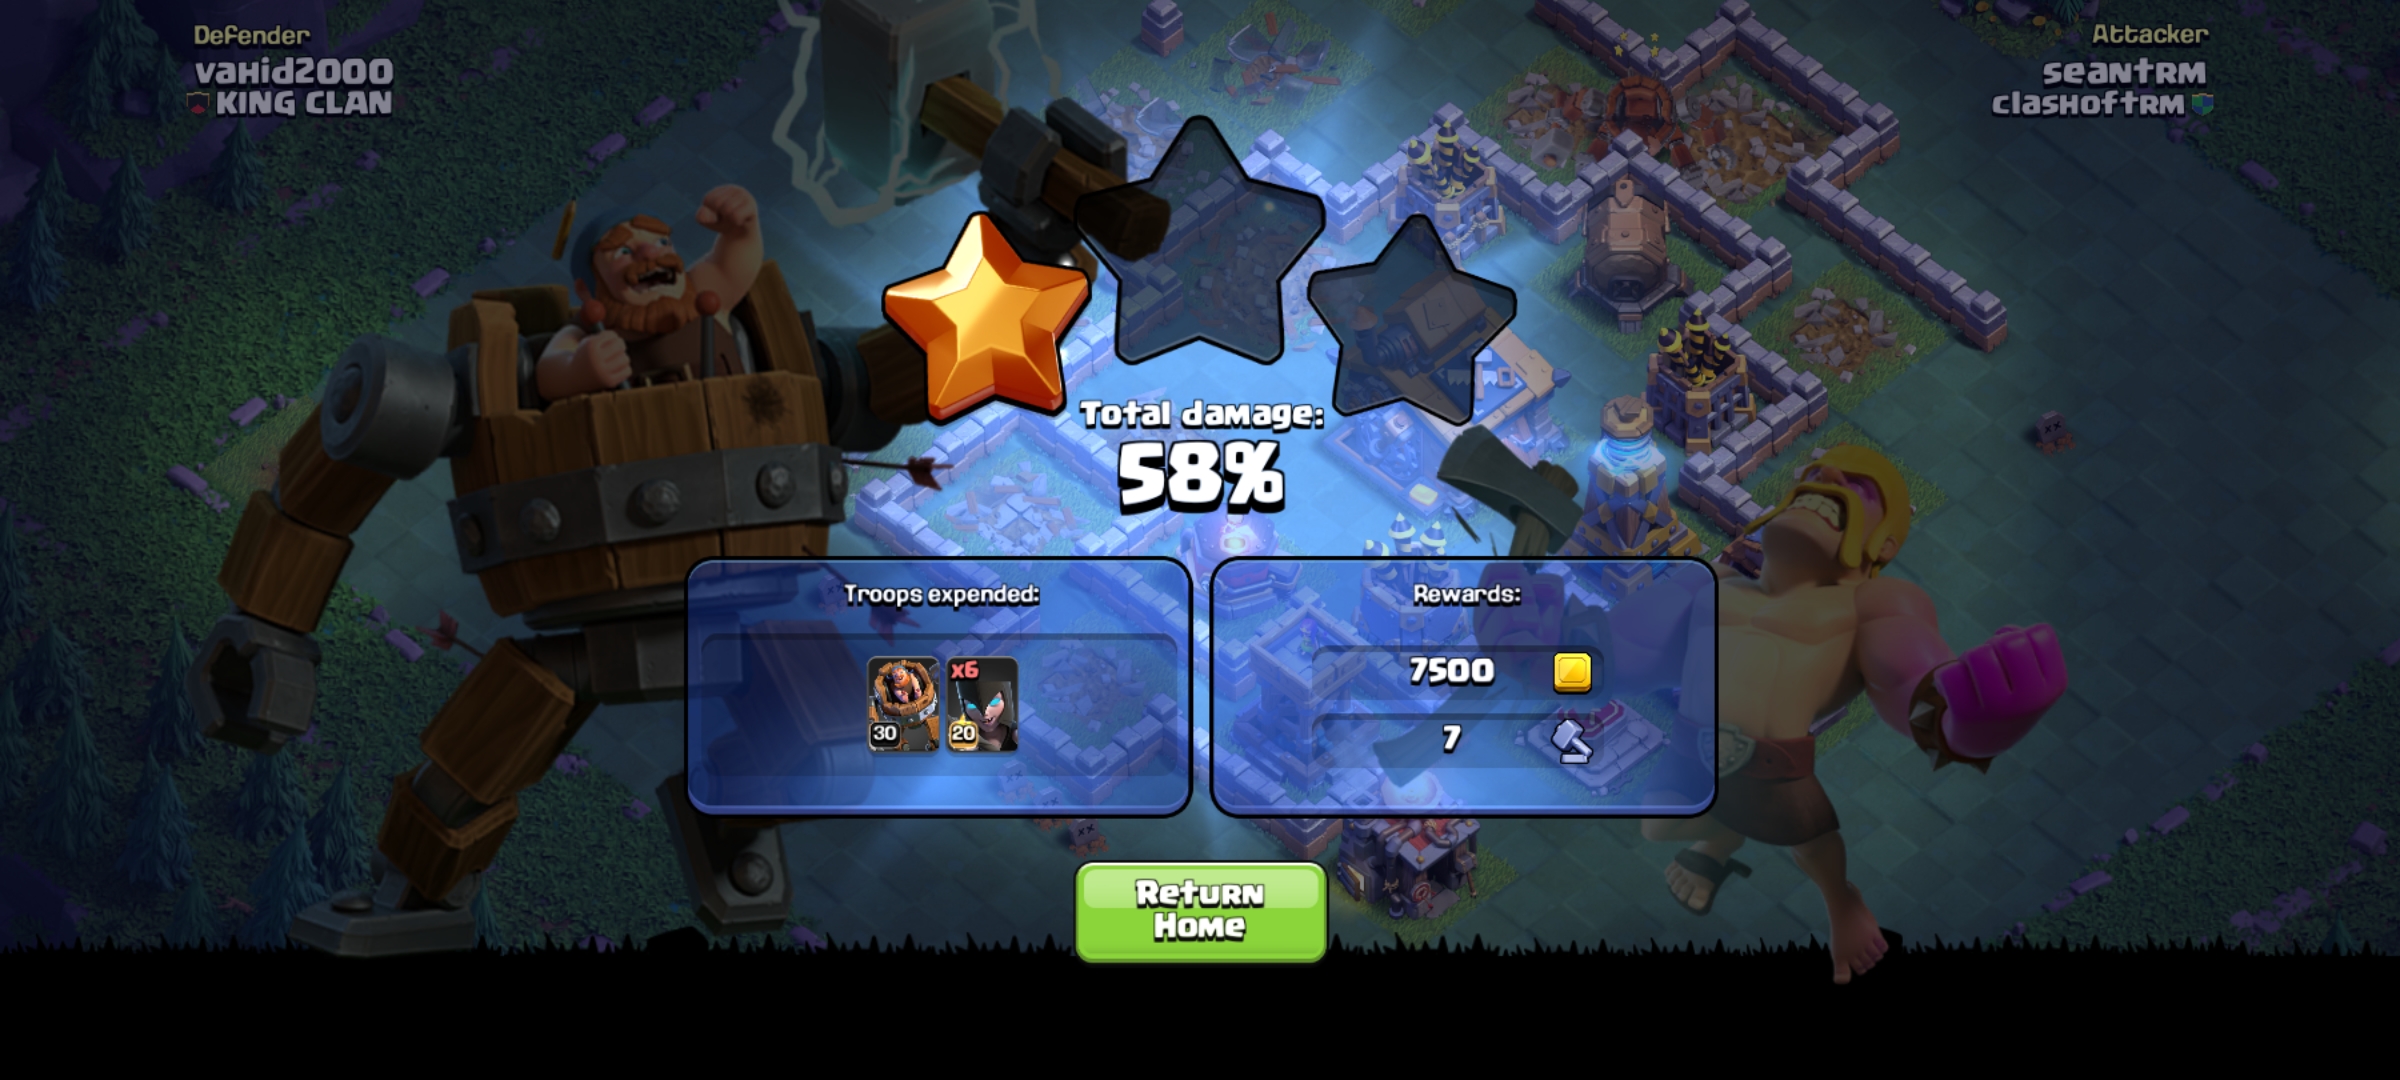 Defender
vahid2000
KING CLAN
Attacker
seantRM
clashoftRM
Total damage:
58%
Troops expended:
x6
30
20
Rewards:
7500
7
Return
Home